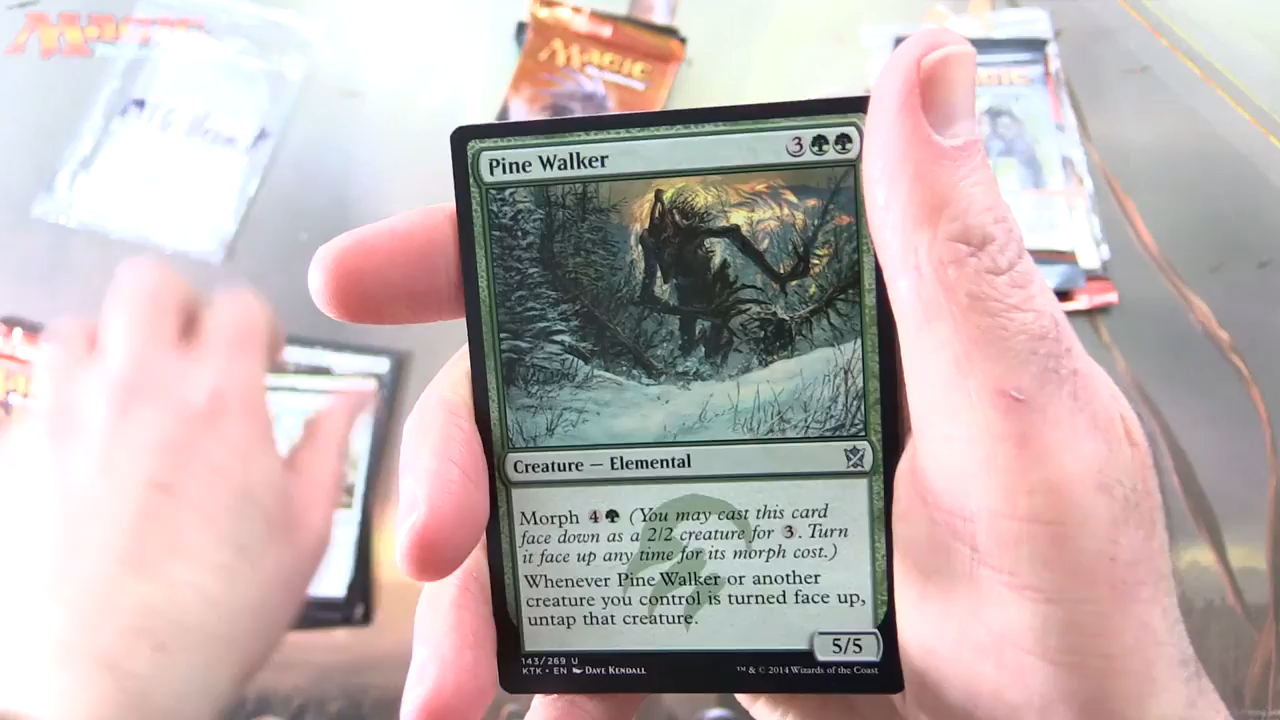 Magic
Magic
Pine Walker
3
Creature — Elemental
Morph 4 (You may cast this card
face down as a 2/2 creature for 3. Turn
it face up any time for its morph cost.)
Whenever Pine Walker or another
creature you control is turned face up,
untap that creature.
5/5
143/269 U
KTK • EN Dave Kendall
™ & © 2014 Wizards of the Coast